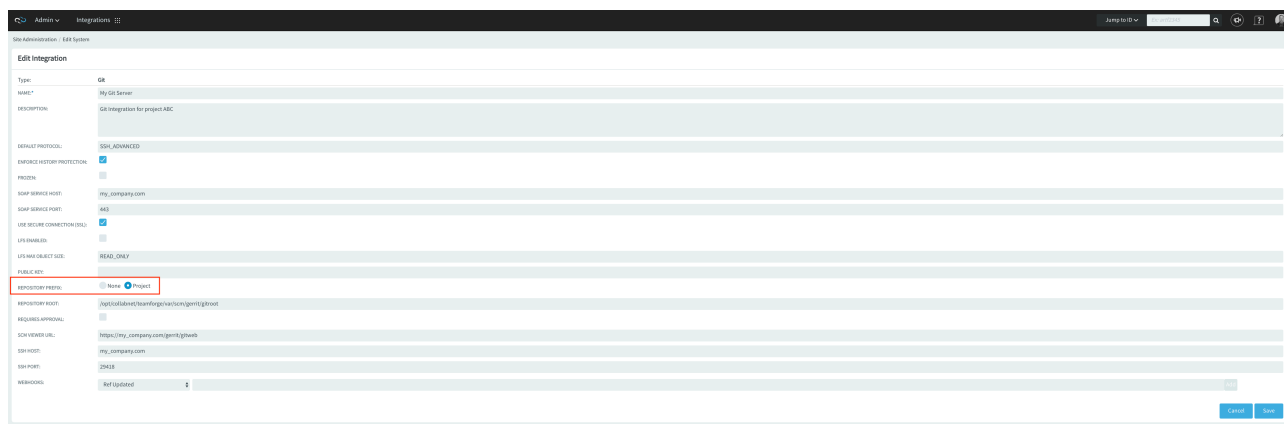 Admin Integrations Jump to ID
Site Administration / Edit System
Edit Integration
Type: Git
NAME:* My Git Server
DESCRIPTION: Git Integration for project ABC
DEFAULT PROTOCOL: SSH_ADVANCED
ENFORCE HISTORY PROTECTION:
FROZEN:
SOAP SERVICE HOST: my_company.com
SOAP SERVICE PORT: 443
USE SECURE CONNECTION (SSL):
LFS ENABLED:
LFS MAX OBJECT SIZE: READ_ONLY
PUBLIC KEY:
REPOSITORY PREFIX: None Project
REPOSITORY ROOT: /opt/collabnet/teamforge/var/scm/gerrit/gitroot
REQUIRES APPROVAL:
SCM VIEWER URL: https://my_company.com/gerrit/gitweb
SSH HOST: my_company.com
SSH PORT: 29418
WEBHOOKS: Ref Updated
Cancel Save